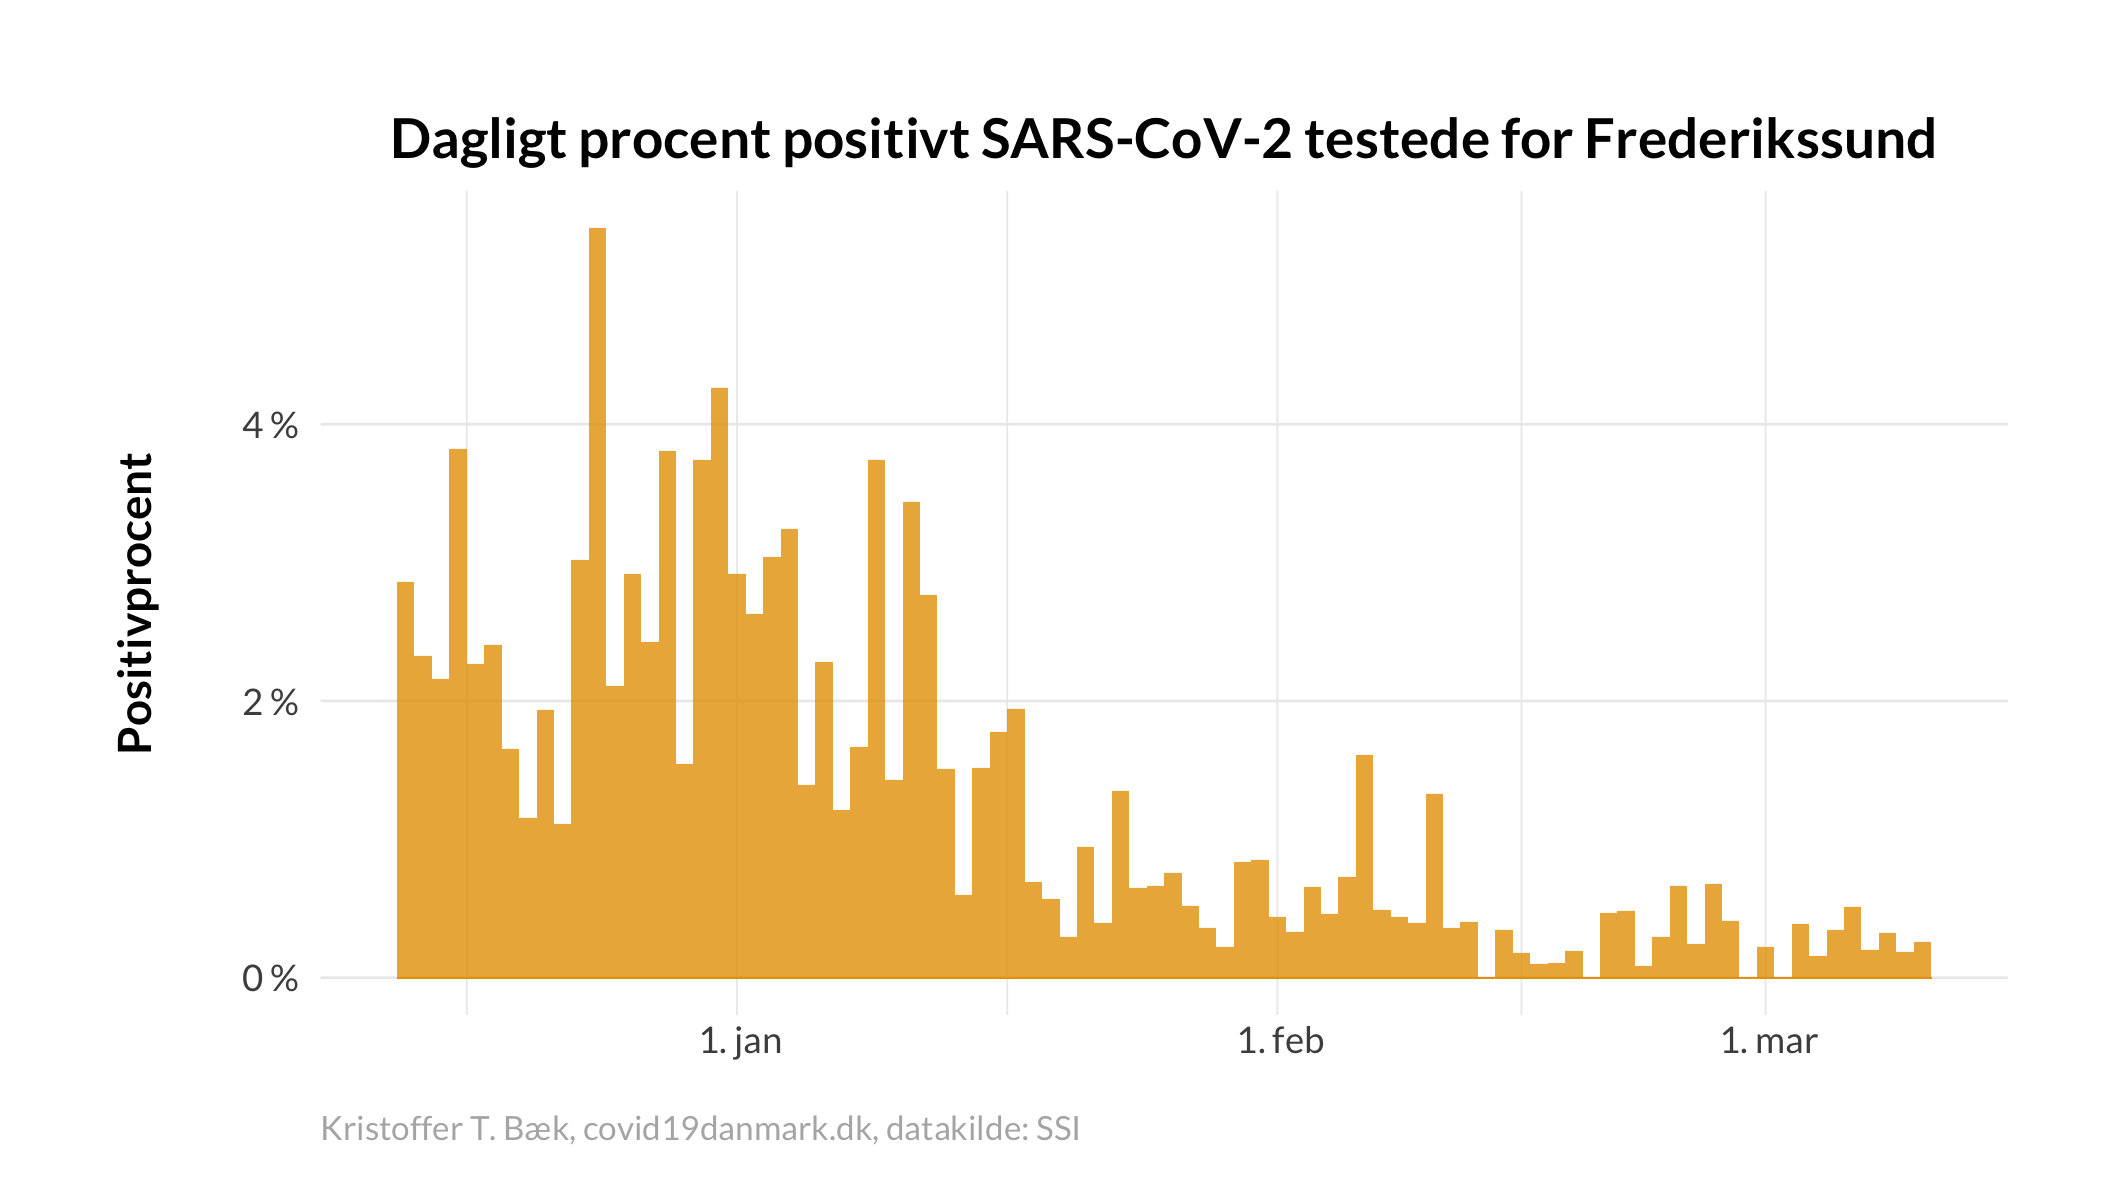 Dagligt procent positivt SARS-CoV-2 testede for Frederikssund
Positivprocent
4 %
2 %
0 %
1. jan
1. feb
1. mar
Kristoffer T. Bæk, covid19danmark.dk, datakilde: SSI